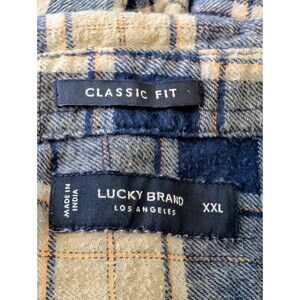 CLASSIC FIT
MADE IN
INDIA
LUCKY BRAND
LOS ANGELES
XXL